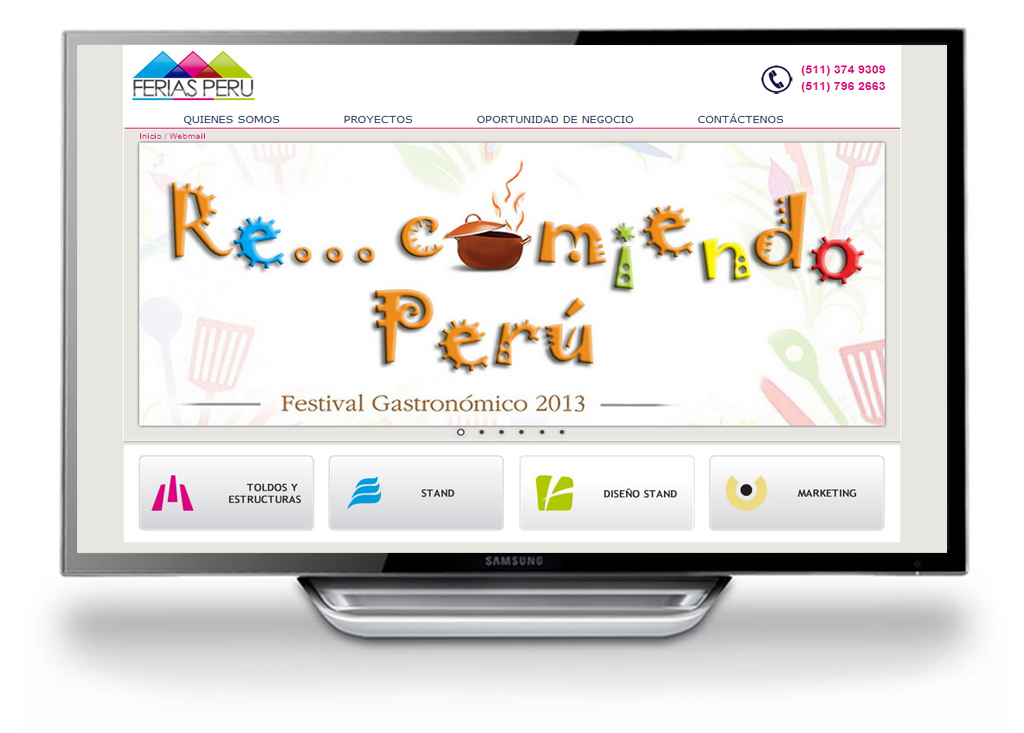 FERIAS PERU
(511) 374 9309
(511) 796 2663
QUIENES SOMOS PROYECTOS OPORTUNIDAD DE NEGOCIO CONTÁCTENOS
Inicio / Webmail
Re... comiendo
Perú
Festival Gastronómico 2013
TOLDOS Y
ESTRUCTURAS
STAND
DISEÑO STAND
MARKETING
SAMSUNG